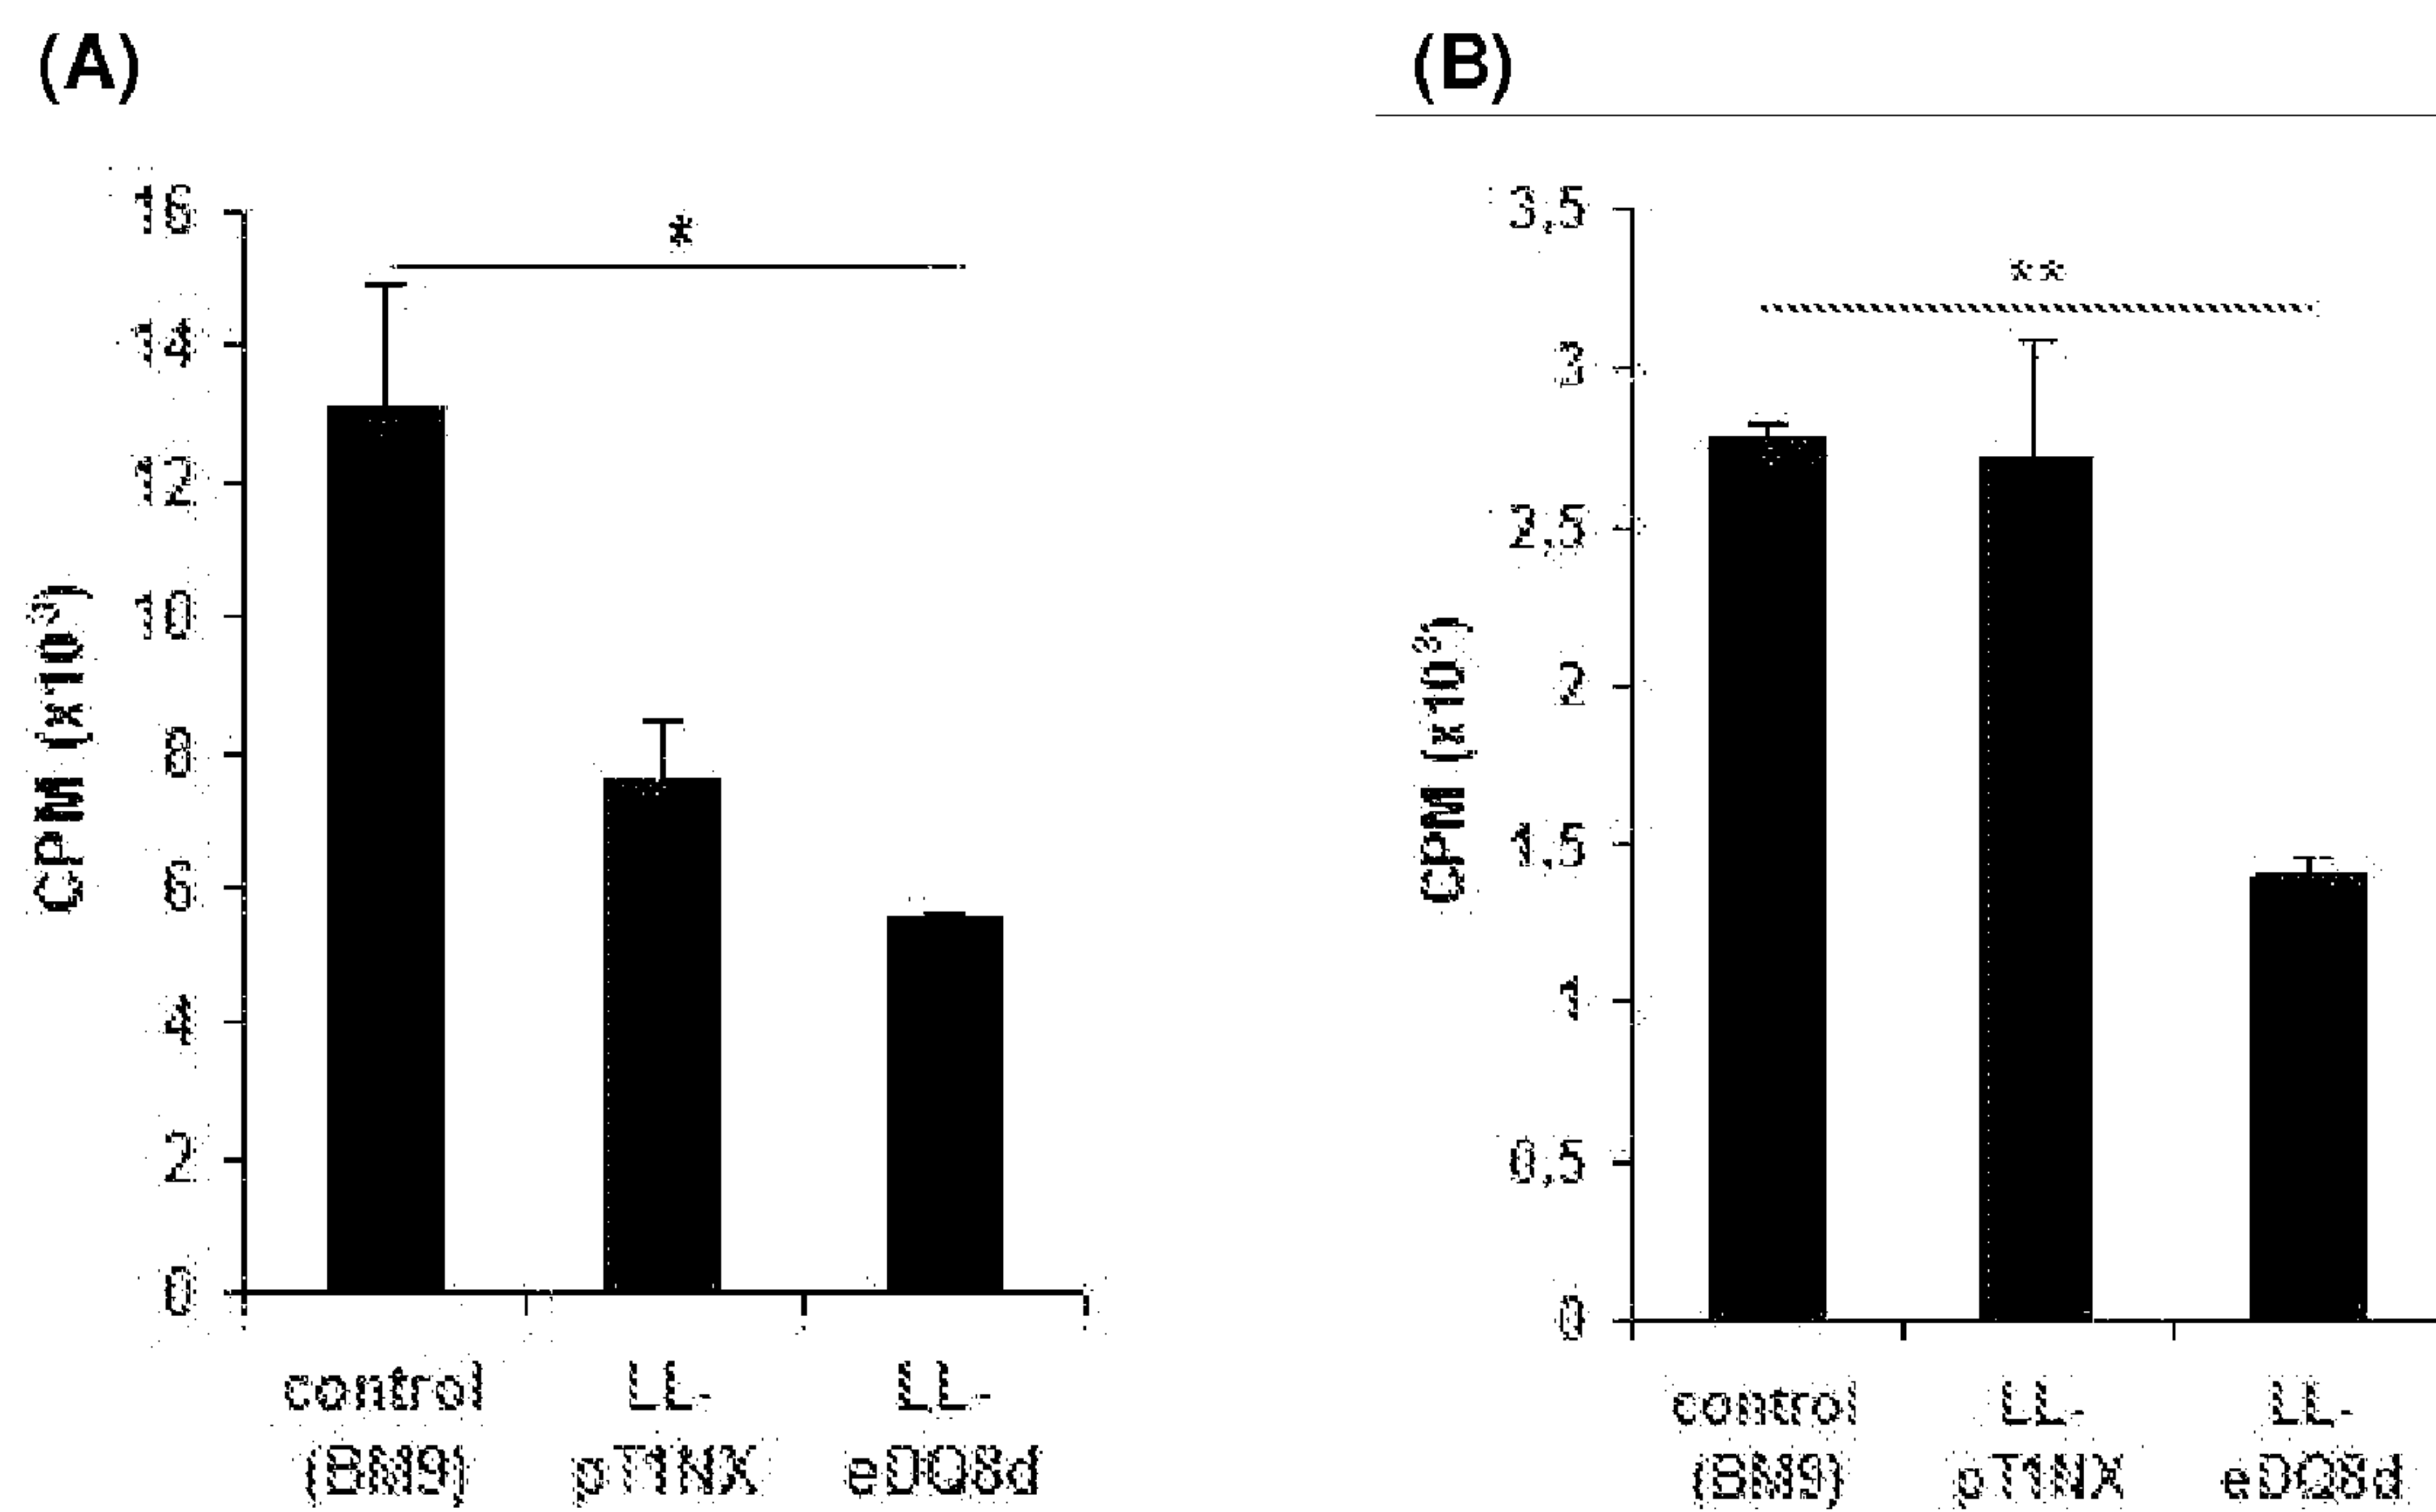 (A)
*
16
14
12
10
8
6
4
2
0
CPM (x10³)
control
(BM9)
LL-
pT1NX
LL-
eDQ8d
(B)
**
3,5
3
2,5
2
1,5
1
0,5
0
CPM (x10³)
control
(BM9)
LL-
pT1NX
LL-
eDQ8d